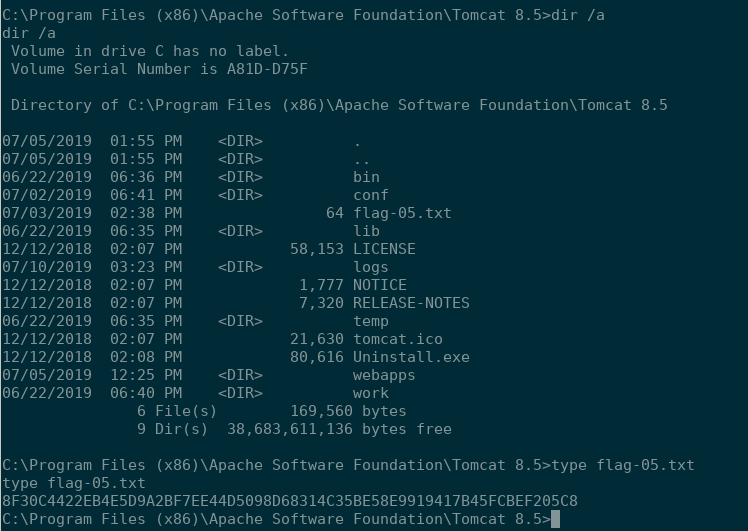 C:\Program Files (x86)\Apache Software Foundation\Tomcat 8.5>dir /a
dir /a
 Volume in drive C has no label.
 Volume Serial Number is A81D-D75F

 Directory of C:\Program Files (x86)\Apache Software Foundation\Tomcat 8.5

07/05/2019  01:55 PM    <DIR>          .
07/05/2019  01:55 PM    <DIR>          ..
06/22/2019  06:36 PM    <DIR>          bin
07/02/2019  06:41 PM    <DIR>          conf
07/03/2019  02:38 PM                64 flag-05.txt
06/22/2019  06:35 PM    <DIR>          lib
12/12/2018  02:07 PM            58,153 LICENSE
07/10/2019  03:23 PM    <DIR>          logs
12/12/2018  02:07 PM             1,777 NOTICE
12/12/2018  02:07 PM             7,320 RELEASE-NOTES
06/22/2019  06:35 PM    <DIR>          temp
12/12/2018  02:07 PM            21,630 tomcat.ico
12/12/2018  02:08 PM            80,616 Uninstall.exe
07/05/2019  12:25 PM    <DIR>          webapps
06/22/2019  06:40 PM    <DIR>          work
               6 File(s)        169,560 bytes
               9 Dir(s)  38,683,611,136 bytes free

C:\Program Files (x86)\Apache Software Foundation\Tomcat 8.5>type flag-05.txt
type flag-05.txt
8F30C4422EB4E5D9A2BF7EE44D5098D68314C35BE58E9919417B45FCBEF205C8
C:\Program Files (x86)\Apache Software Foundation\Tomcat 8.5>